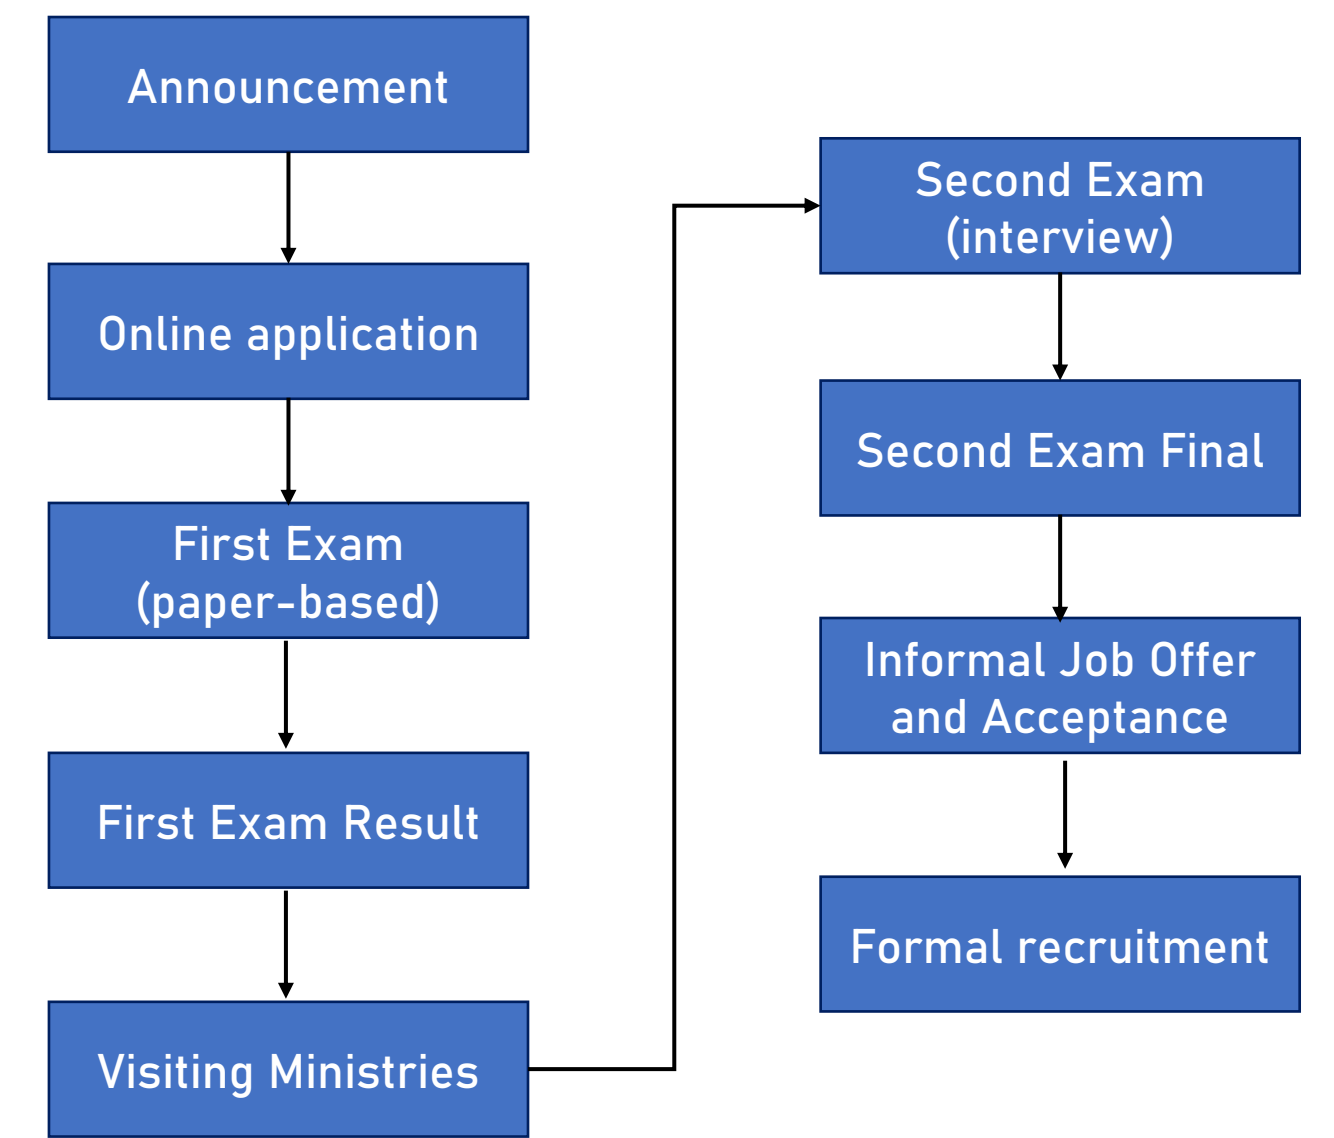 Announcement
Online application
First Exam
(paper-based)
First Exam Result
Visiting Ministries
Second Exam
(interview)
Second Exam Final
Informal Job Offer
and Acceptance
Formal recruitment